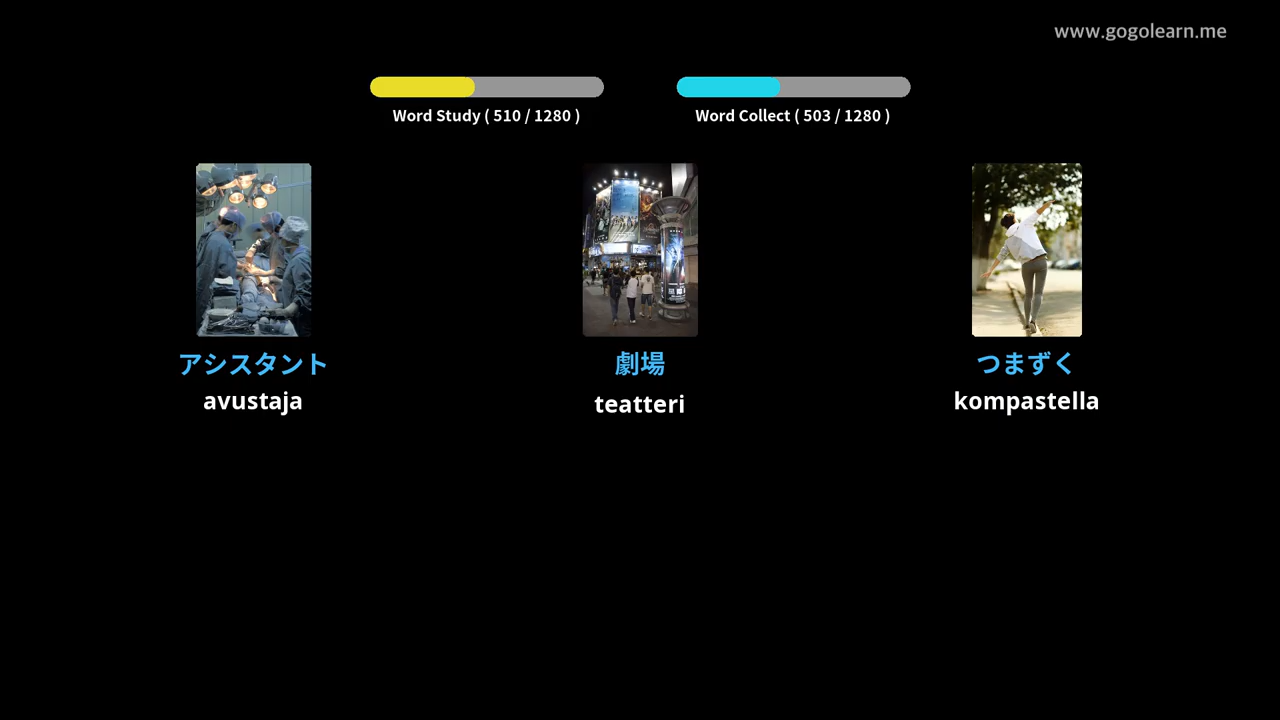 www.gogolearn.me
Word Study ( 510 / 1280 )
Word Collect ( 503 / 1280 )
アシスタント
劇場
つまずく
avustaja
teatteri
kompastella